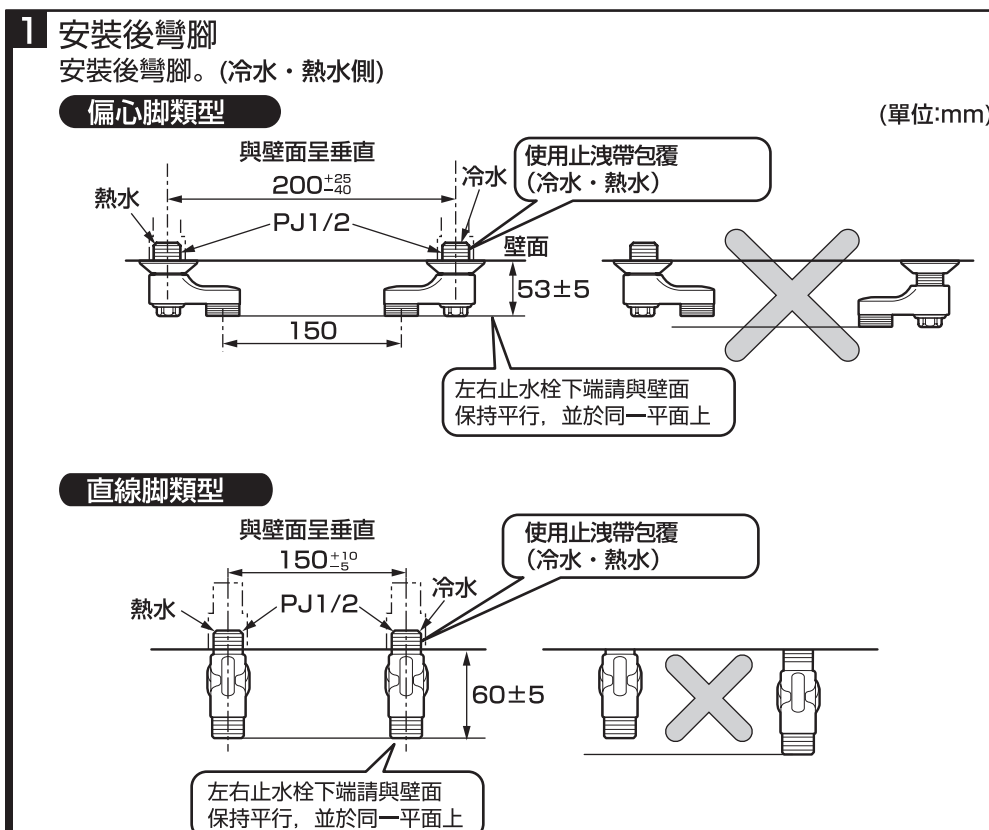 1 安裝後彎腳
安裝後彎腳。(冷水・熱水側)
偏心脚類型
(單位:mm)
與壁面呈垂直
200 +25 -40
熱水
冷水
使用止洩帶包覆
(冷水・熱水)
PJ1/2
壁面
53±5
150
左右止水栓下端請與壁面
保持平行，並於同一平面上
直線脚類型
與壁面呈垂直
150 +10 -5
熱水
冷水
使用止洩帶包覆
(冷水・熱水)
PJ1/2
60±5
左右止水栓下端請與壁面
保持平行，並於同一平面上